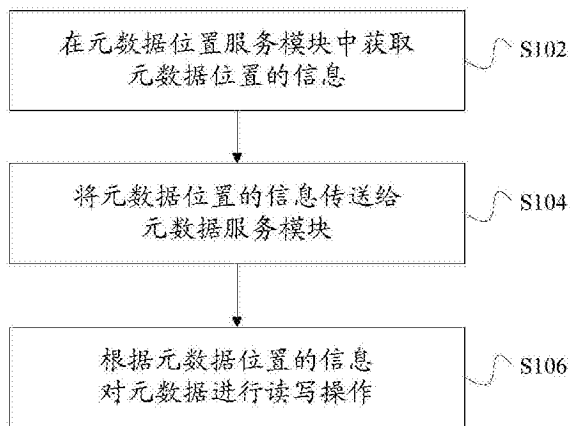 在元数据位置服务模块中获取
元数据位置的信息
S102
将元数据位置的信息传送给
元数据服务模块
S104
根据元数据位置的信息
对元数据进行读写操作
S106